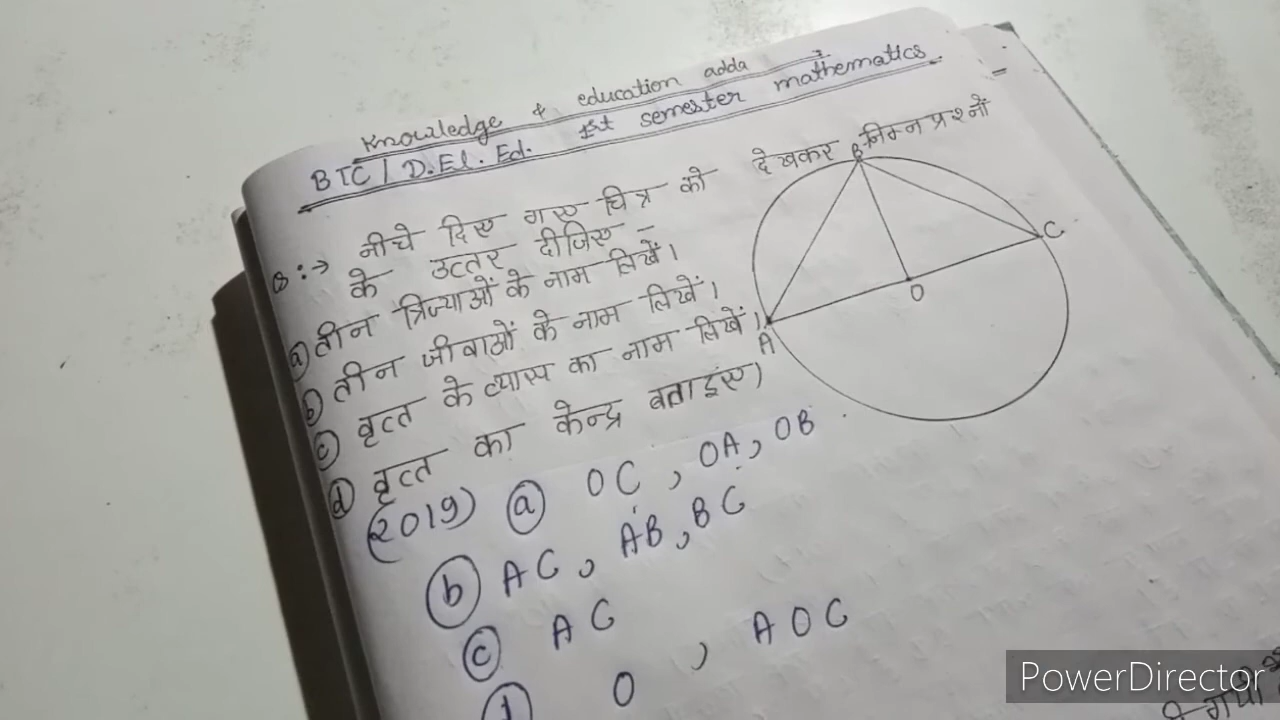 Knowledge & education adda
BTC / D.El.Ed. 1st semester mathematics
Q:→ नीचे दिए गए चित्र को देखकर निम्न प्रश्नों
के उत्तर दीजिए –
(a) तीन त्रिज्याओं के नाम लिखें।
(b) तीन जीवाओं के नाम लिखें।
(c) वृत्त के व्यास का नाम लिखें।
(d) वृत्त का केन्द्र बताइए।
B
C
O
A
(2019) (a) OC, OA, OB
(b) AC, AB, BC
(c) AC
, AOC
(d) O
PowerDirector